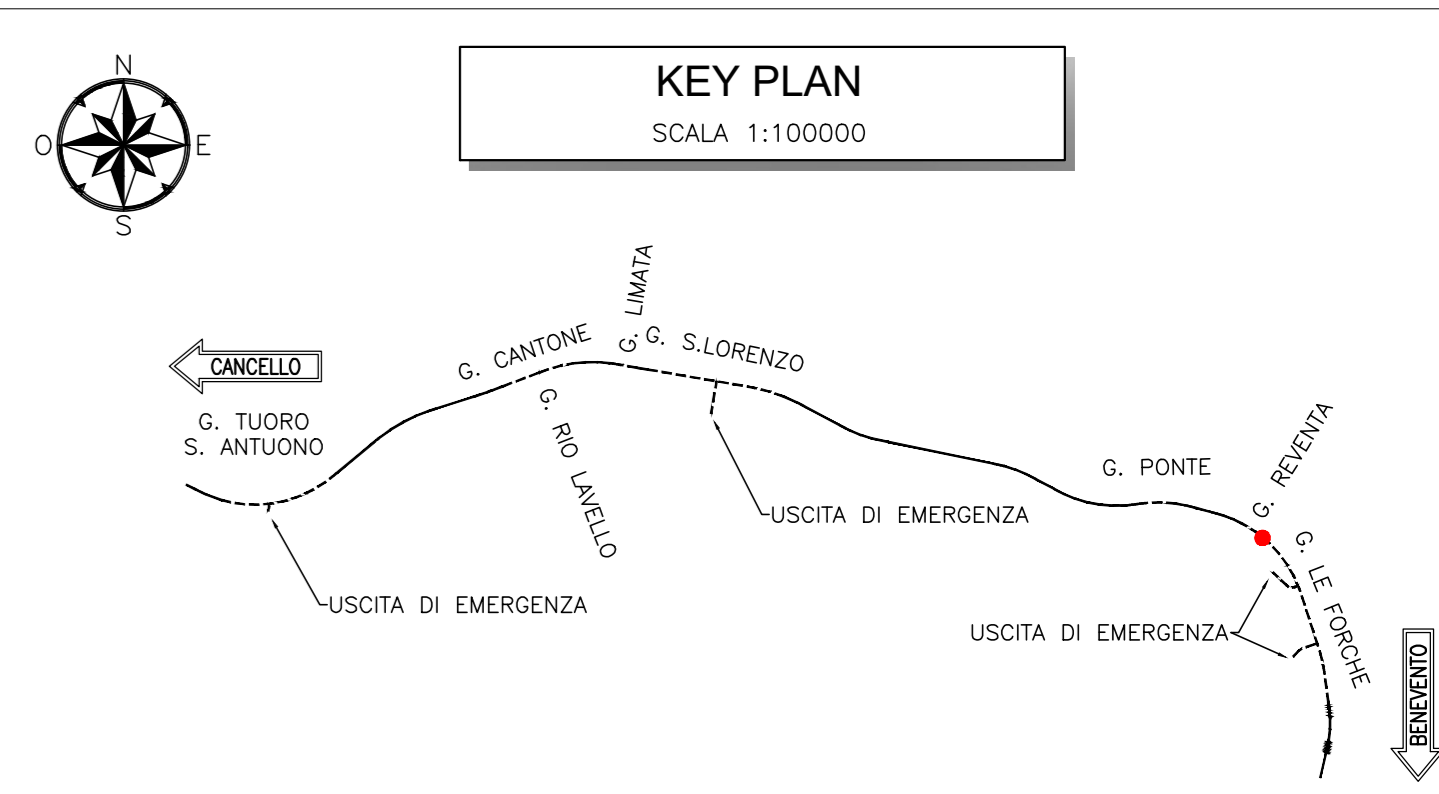 N
O
E
S
KEY PLAN
SCALA 1:100000
CANCELLO
G. TUORO
S. ANTUONO
G. CANTONE
G. LIMATA
G. S.LORENZO
G. RIO LAVELLO
USCITA DI EMERGENZA
USCITA DI EMERGENZA
G. PONTE
G. REVENTA
G. LE FORCHE
USCITA DI EMERGENZA
BENEVENTO